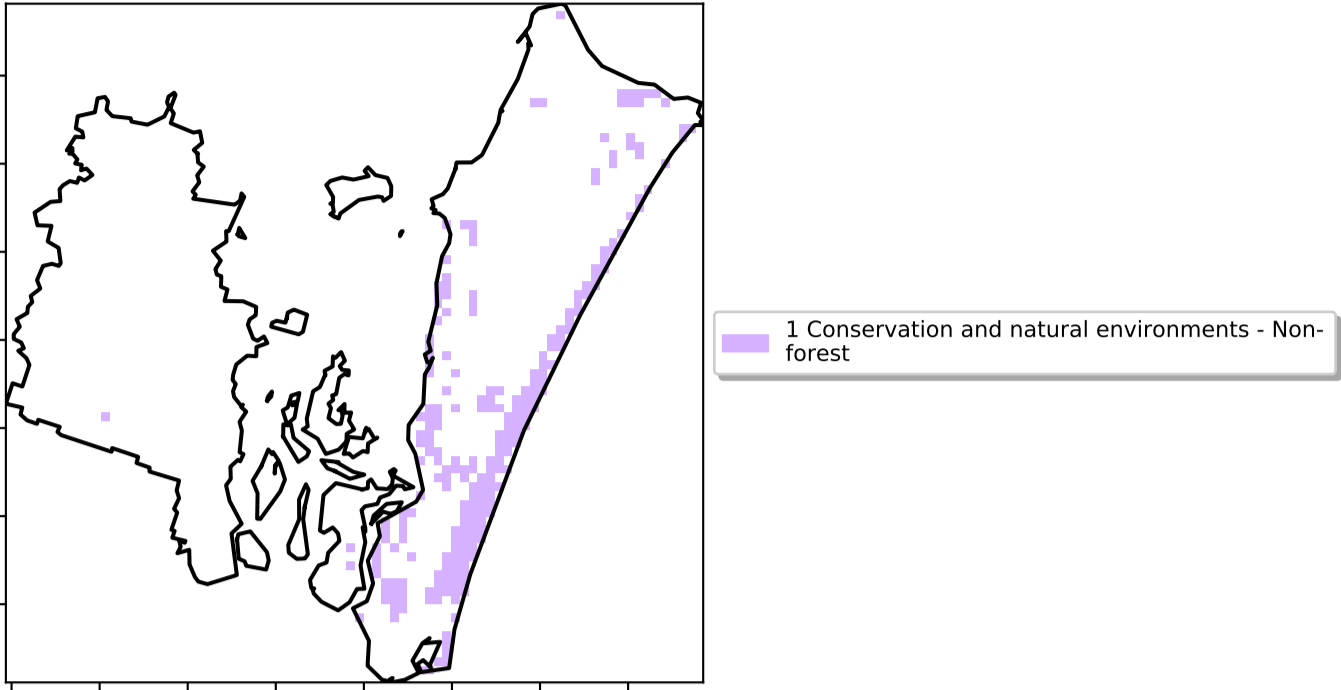 1 Conservation and natural environments - Non-
forest